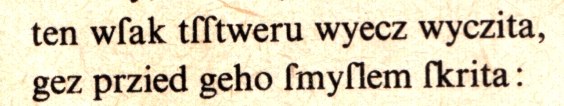 ten wſak tſſtweru wyecz wyczita,
gez przied geho ſmyſlem ſkrita: